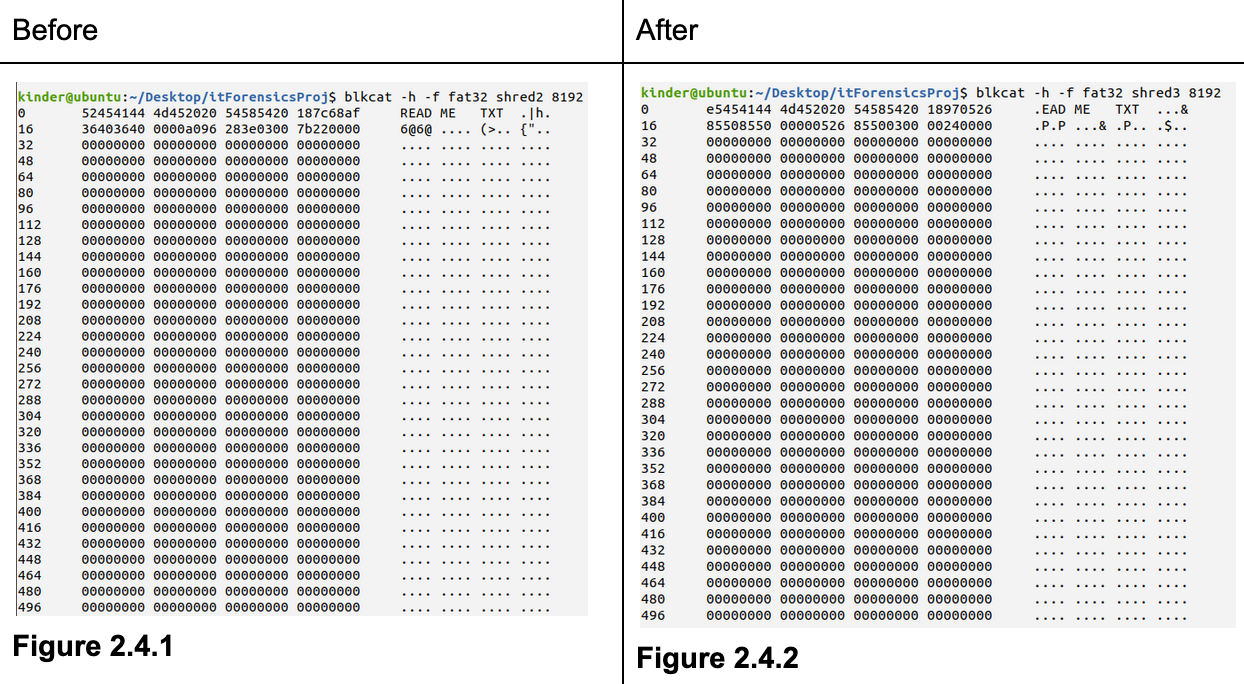 Before
kinder@ubuntu:~/Desktop/itForensicsProj$ blkcat -h -f fat32 shred2 8192
0 52454144 4d452020 54585420 187c68af READ ME TXT .|h.
16 36403640 0000a096 283e0300 7b220000 6@6@ .... (>.. {"..
32 00000000 00000000 00000000 00000000 .... .... .... ....
48 00000000 00000000 00000000 00000000 .... .... .... ....
64 00000000 00000000 00000000 00000000 .... .... .... ....
80 00000000 00000000 00000000 00000000 .... .... .... ....
96 00000000 00000000 00000000 00000000 .... .... .... ....
112 00000000 00000000 00000000 00000000 .... .... .... ....
128 00000000 00000000 00000000 00000000 .... .... .... ....
144 00000000 00000000 00000000 00000000 .... .... .... ....
160 00000000 00000000 00000000 00000000 .... .... .... ....
176 00000000 00000000 00000000 00000000 .... .... .... ....
192 00000000 00000000 00000000 00000000 .... .... .... ....
208 00000000 00000000 00000000 00000000 .... .... .... ....
224 00000000 00000000 00000000 00000000 .... .... .... ....
240 00000000 00000000 00000000 00000000 .... .... .... ....
256 00000000 00000000 00000000 00000000 .... .... .... ....
272 00000000 00000000 00000000 00000000 .... .... .... ....
288 00000000 00000000 00000000 00000000 .... .... .... ....
304 00000000 00000000 00000000 00000000 .... .... .... ....
320 00000000 00000000 00000000 00000000 .... .... .... ....
336 00000000 00000000 00000000 00000000 .... .... .... ....
352 00000000 00000000 00000000 00000000 .... .... .... ....
368 00000000 00000000 00000000 00000000 .... .... .... ....
384 00000000 00000000 00000000 00000000 .... .... .... ....
400 00000000 00000000 00000000 00000000 .... .... .... ....
416 00000000 00000000 00000000 00000000 .... .... .... ....
432 00000000 00000000 00000000 00000000 .... .... .... ....
448 00000000 00000000 00000000 00000000 .... .... .... ....
464 00000000 00000000 00000000 00000000 .... .... .... ....
480 00000000 00000000 00000000 00000000 .... .... .... ....
496 00000000 00000000 00000000 00000000 .... .... .... ....
Figure 2.4.1
After
kinder@ubuntu:~/Desktop/itForensicsProj$ blkcat -h -f fat32 shred3 8192
0 e5454144 4d452020 54585420 18970526 .EAD ME TXT ...&
16 85508550 00000526 85500300 00240000 .P.P ...& .P.. .$..
32 00000000 00000000 00000000 00000000 .... .... .... ....
48 00000000 00000000 00000000 00000000 .... .... .... ....
64 00000000 00000000 00000000 00000000 .... .... .... ....
80 00000000 00000000 00000000 00000000 .... .... .... ....
96 00000000 00000000 00000000 00000000 .... .... .... ....
112 00000000 00000000 00000000 00000000 .... .... .... ....
128 00000000 00000000 00000000 00000000 .... .... .... ....
144 00000000 00000000 00000000 00000000 .... .... .... ....
160 00000000 00000000 00000000 00000000 .... .... .... ....
176 00000000 00000000 00000000 00000000 .... .... .... ....
192 00000000 00000000 00000000 00000000 .... .... .... ....
208 00000000 00000000 00000000 00000000 .... .... .... ....
224 00000000 00000000 00000000 00000000 .... .... .... ....
240 00000000 00000000 00000000 00000000 .... .... .... ....
256 00000000 00000000 00000000 00000000 .... .... .... ....
272 00000000 00000000 00000000 00000000 .... .... .... ....
288 00000000 00000000 00000000 00000000 .... .... .... ....
304 00000000 00000000 00000000 00000000 .... .... .... ....
320 00000000 00000000 00000000 00000000 .... .... .... ....
336 00000000 00000000 00000000 00000000 .... .... .... ....
352 00000000 00000000 00000000 00000000 .... .... .... ....
368 00000000 00000000 00000000 00000000 .... .... .... ....
384 00000000 00000000 00000000 00000000 .... .... .... ....
400 00000000 00000000 00000000 00000000 .... .... .... ....
416 00000000 00000000 00000000 00000000 .... .... .... ....
432 00000000 00000000 00000000 00000000 .... .... .... ....
448 00000000 00000000 00000000 00000000 .... .... .... ....
464 00000000 00000000 00000000 00000000 .... .... .... ....
480 00000000 00000000 00000000 00000000 .... .... .... ....
496 00000000 00000000 00000000 00000000 .... .... .... ....
Figure 2.4.2